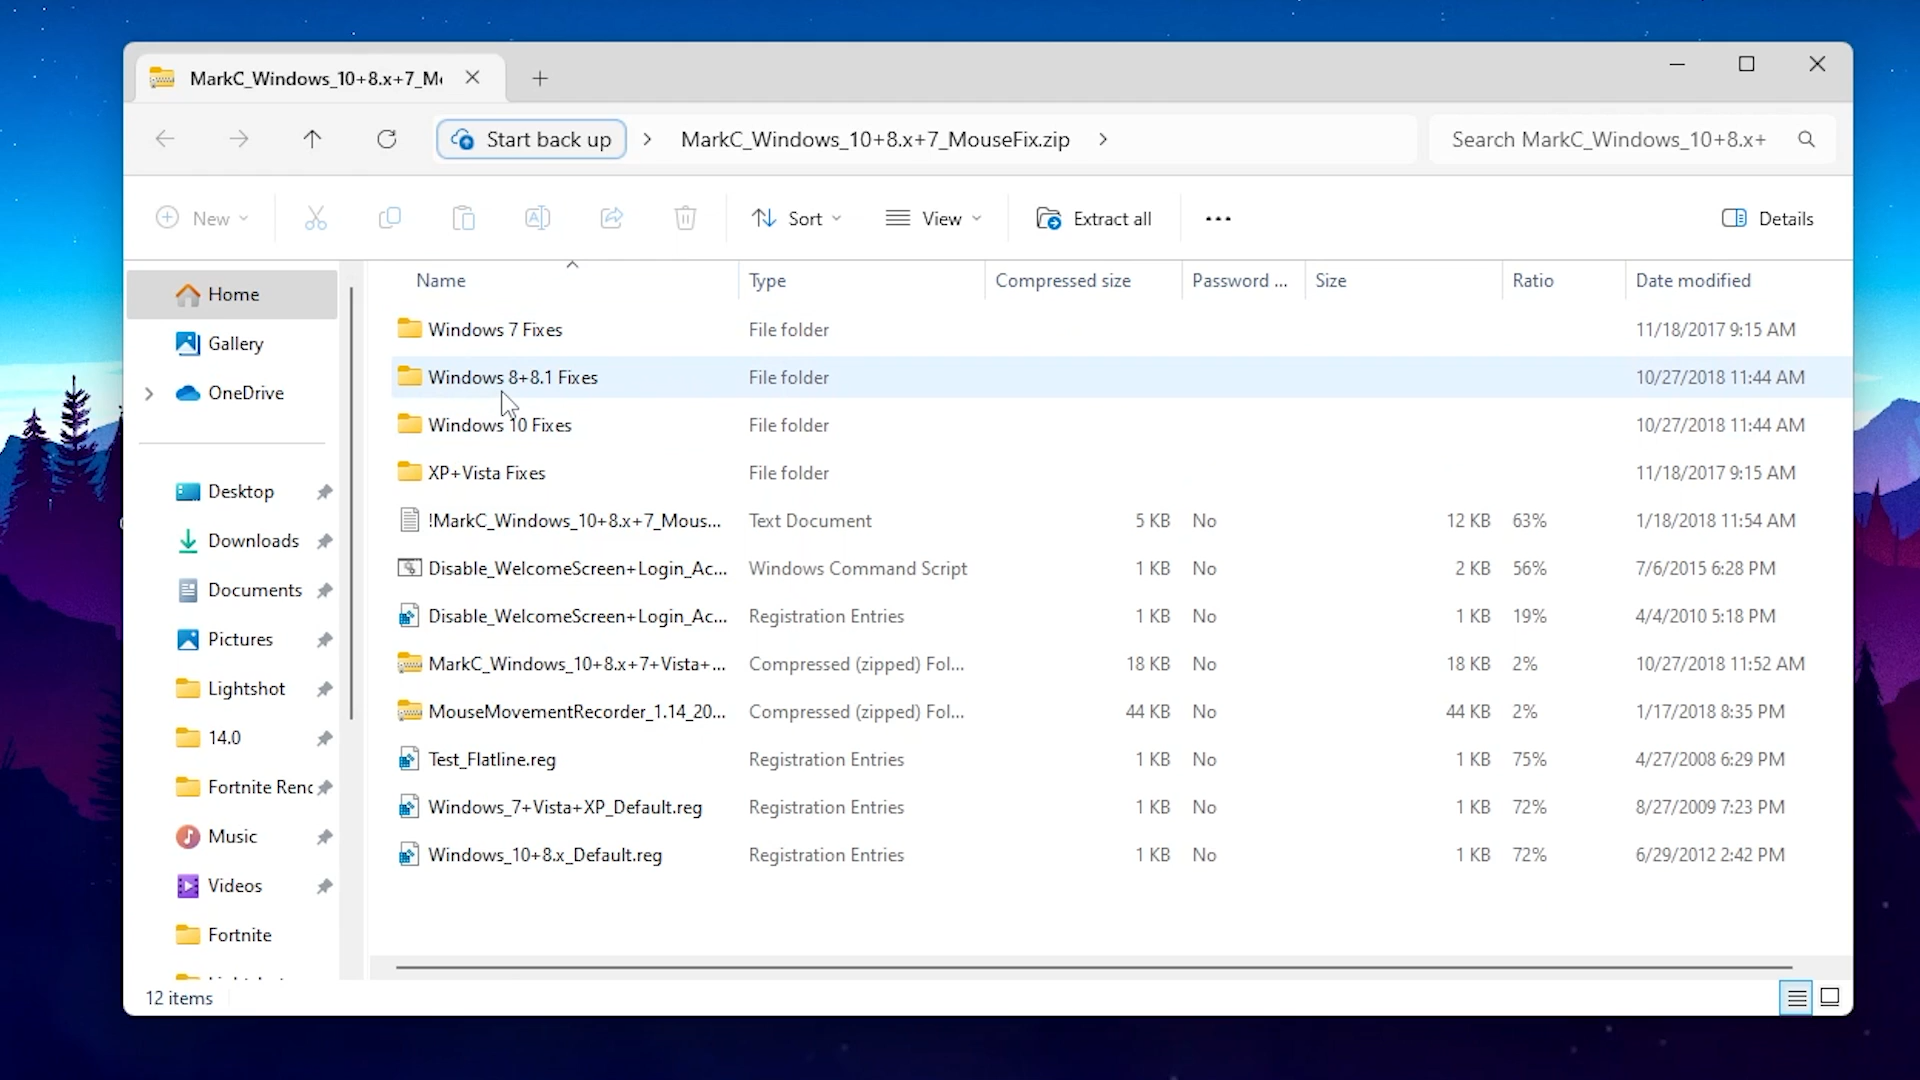 MarkC_Windows_10+8.x+7_Mo
Start back up > MarkC_Windows_10+8.x+7_MouseFix.zip >
Search MarkC_Windows_10+8.x+
New Sort View Extract all ... Details
Name Type Compressed size Password ... Size Ratio Date modified
Home
Gallery
OneDrive
Desktop
Downloads
Documents
Pictures
Lightshot
14.0
Fortnite Rend
Music
Videos
Fortnite
Windows 7 Fixes File folder 11/18/2017 9:15 AM
Windows 8+8.1 Fixes File folder 10/27/2018 11:44 AM
Windows 10 Fixes File folder 10/27/2018 11:44 AM
XP+Vista Fixes File folder 11/18/2017 9:15 AM
!MarkC_Windows_10+8.x+7_Mous... Text Document 5 KB No 12 KB 63% 1/18/2018 11:54 AM
Disable_WelcomeScreen+Login_Ac... Windows Command Script 1 KB No 2 KB 56% 7/6/2015 6:28 PM
Disable_WelcomeScreen+Login_Ac... Registration Entries 1 KB No 1 KB 19% 4/4/2010 5:18 PM
MarkC_Windows_10+8.x+7+Vista+... Compressed (zipped) Fol... 18 KB No 18 KB 2% 10/27/2018 11:52 AM
MouseMovementRecorder_1.14_20... Compressed (zipped) Fol... 44 KB No 44 KB 2% 1/17/2018 8:35 PM
Test_Flatline.reg Registration Entries 1 KB No 1 KB 75% 4/27/2008 6:29 PM
Windows_7+Vista+XP_Default.reg Registration Entries 1 KB No 1 KB 72% 8/27/2009 7:23 PM
Windows_10+8.x_Default.reg Registration Entries 1 KB No 1 KB 72% 6/29/2012 2:42 PM
12 items